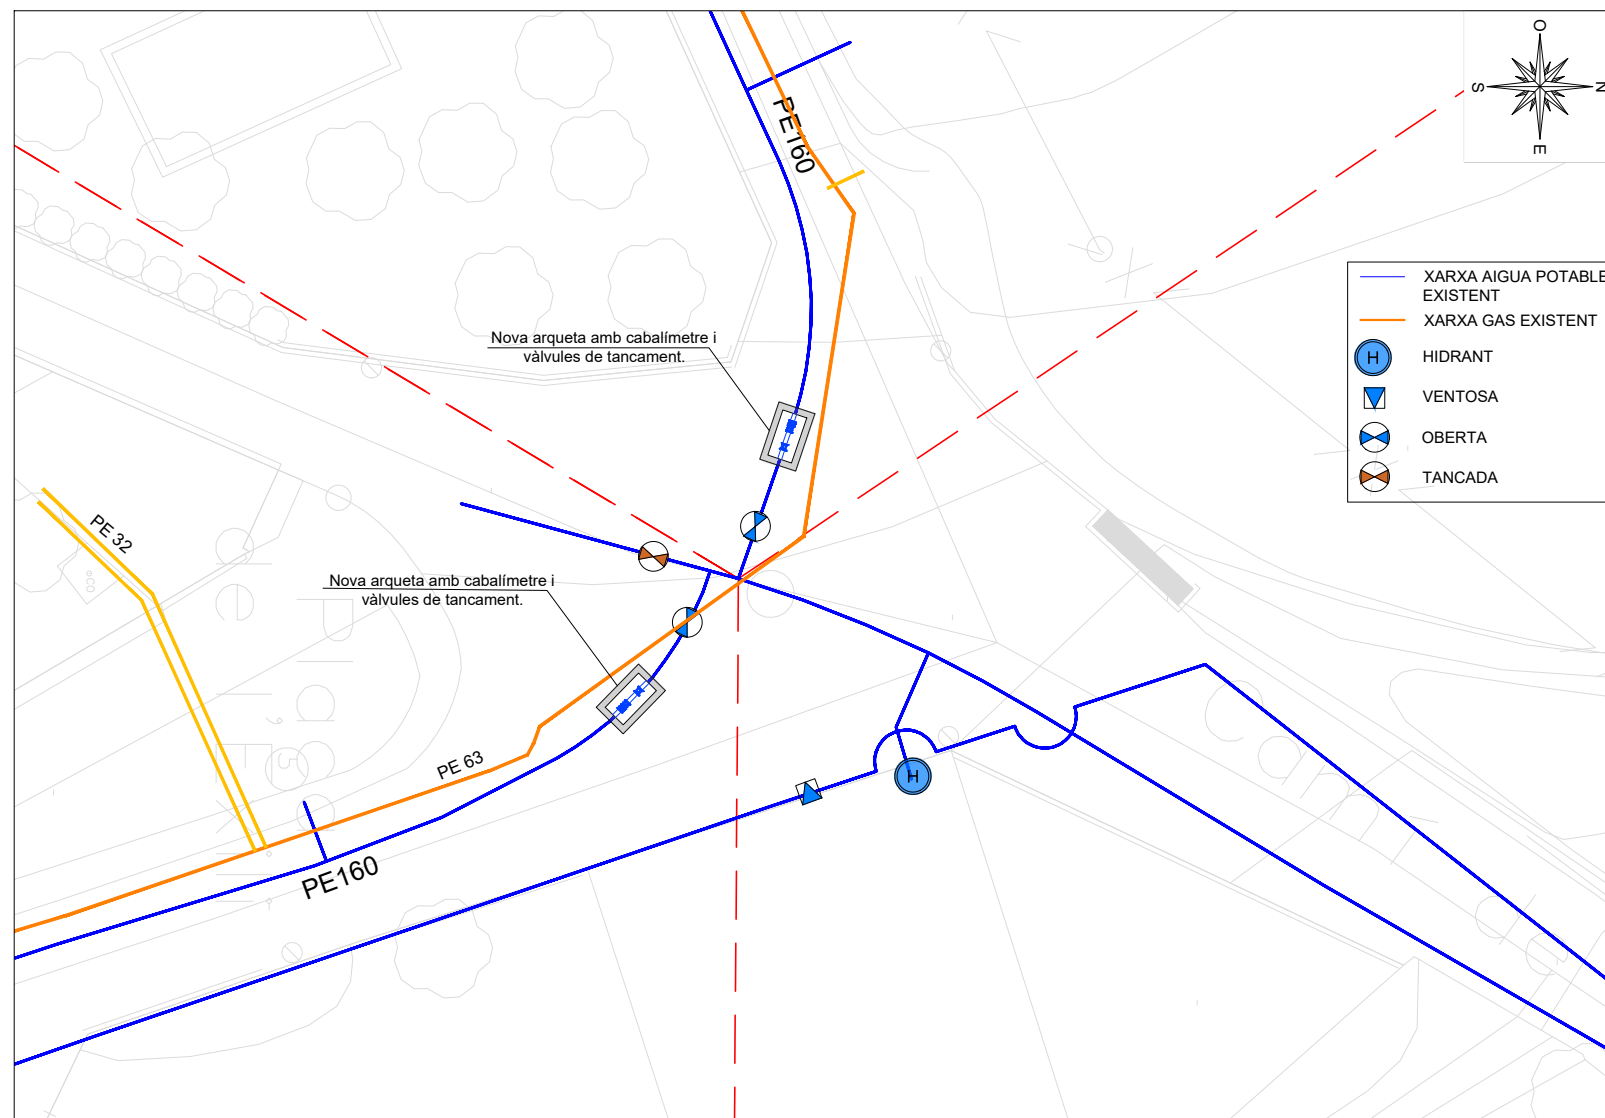 O
S
N
E
PE160
XARXA AIGUA POTABLE
EXISTENT
XARXA GAS EXISTENT
H
HIDRANT
VENTOSA
OBERTA
TANCADA
Nova arqueta amb cabalímetre i
vàlvules de tancament.
PE 32
Nova arqueta amb cabalímetre i
vàlvules de tancament.
PE 63
H
PE160